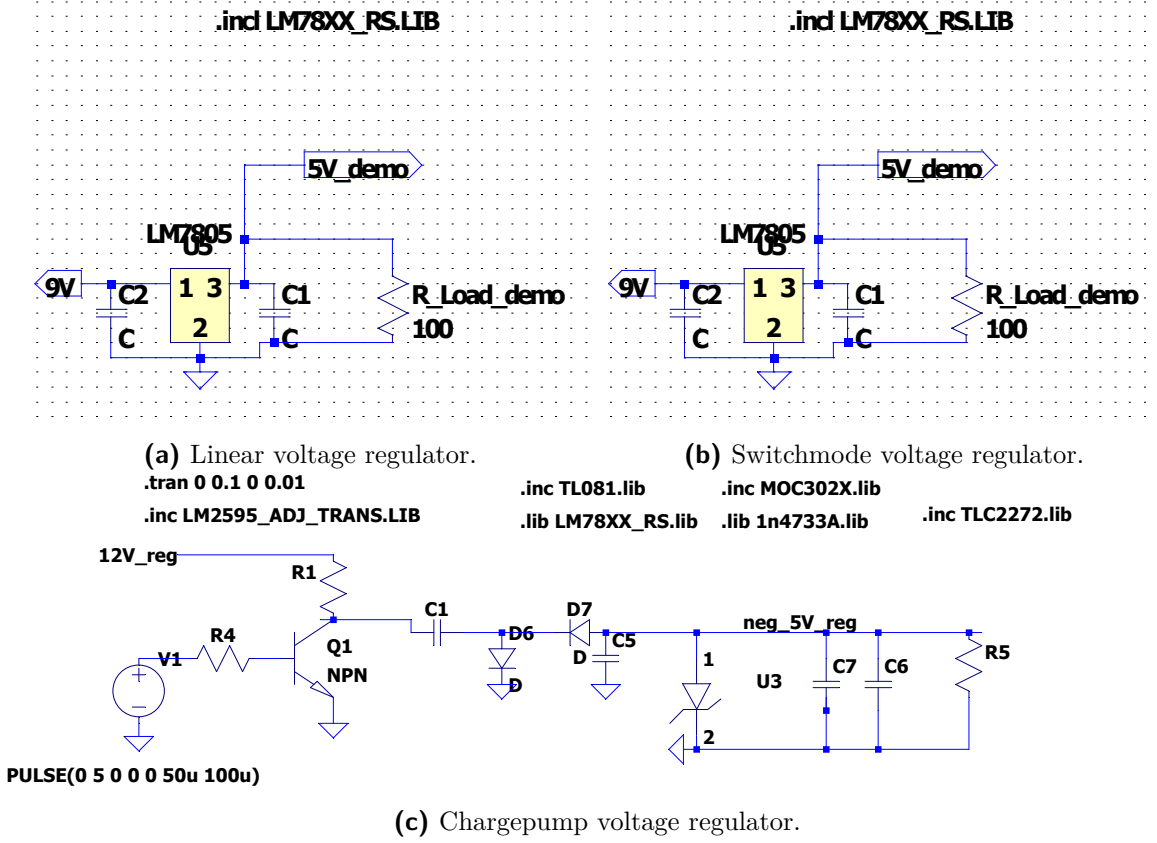 .incl LM78XX_RS.LIB
.incl LM78XX_RS.LIB
5V_demo
5V_demo
LM7805
U5
LM7805
U5
9V
C2
1 3
C1
R_Load_demo
C
2
C
100
9V
C2
1 3
C1
R_Load_demo
C
2
C
100
(a) Linear voltage regulator.
(b) Switchmode voltage regulator.
.tran 0 0.1 0 0.01
.inc TL081.lib
.inc MOC302X.lib
.inc LM2595_ADJ_TRANS.LIB
.lib LM78XX_RS.lib
.lib 1n4733A.lib
.inc TLC2272.lib
12V_reg
R1
C1
D7
neg_5V_reg
R4
D6
C5
V1
Q1
D
1
R5
NPN
D
U3
C7
C6
2
PULSE(0 5 0 0 0 50u 100u)
(c) Chargepump voltage regulator.